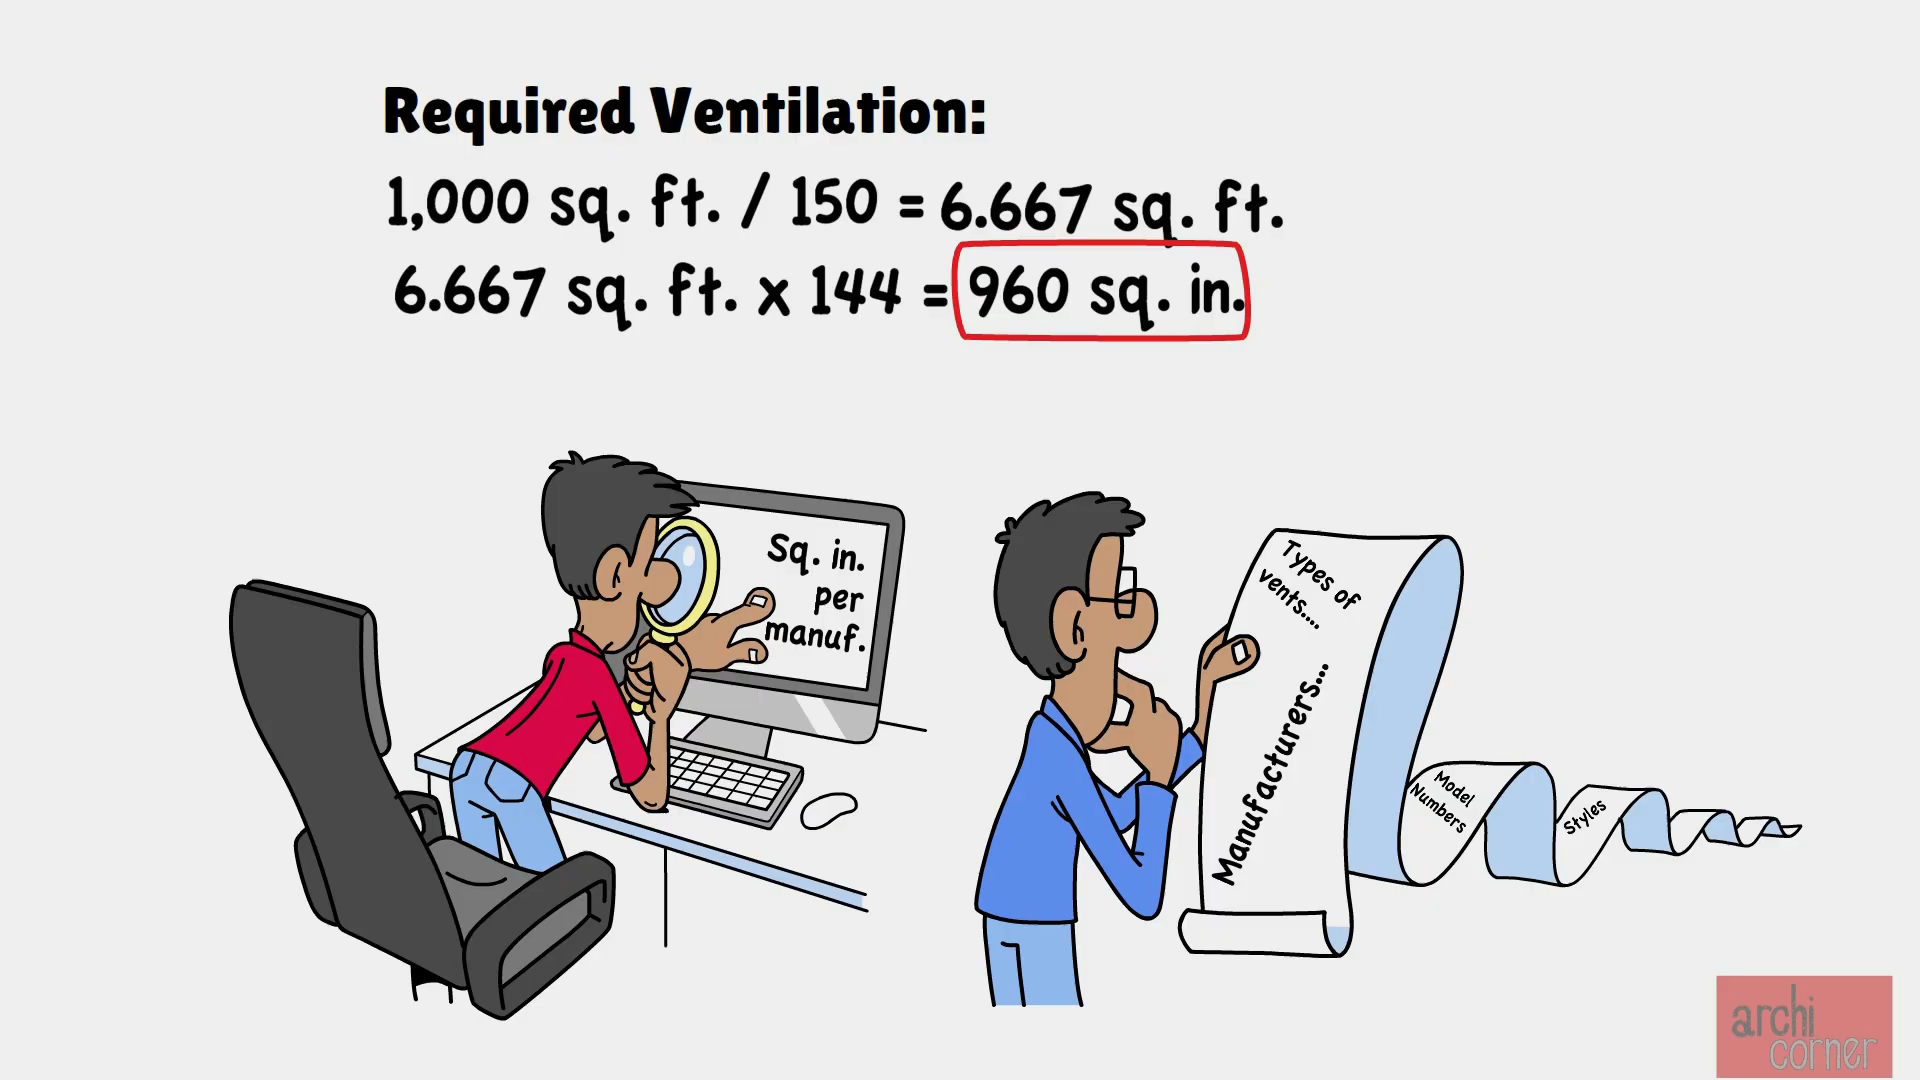 Required Ventilation:
1,000 sq. ft. / 150 = 6.667 sq. ft.
6.667 sq. ft. x 144 = 960 sq. in.
Sq. in.
per
manuf.
Types of
vents....
Manufacturers...
Model
Numbers
Styles
archi
corner